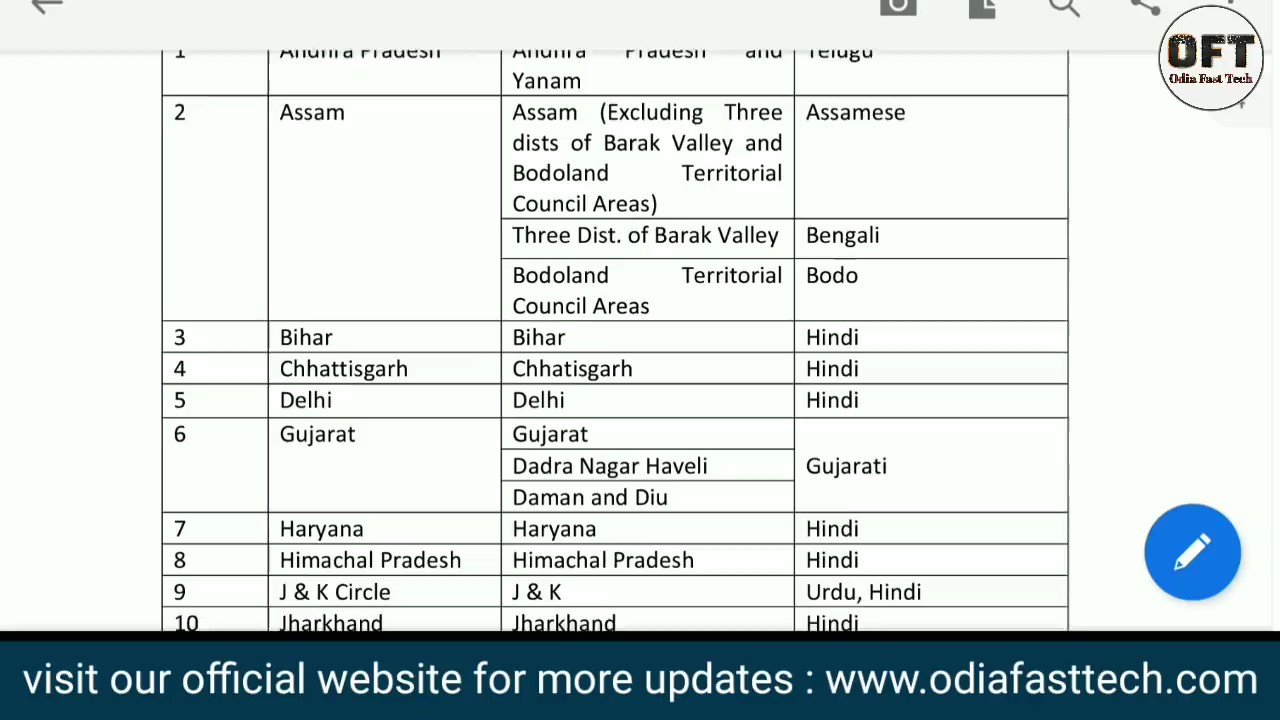 OFT
Odia Fast Tech
1 Andhra Pradesh Andhra Pradesh and Telugu
Yanam
2 Assam Assam (Excluding Three Assamese
dists of Barak Valley and
Bodoland Territorial
Council Areas)
Three Dist. of Barak Valley Bengali
Bodoland Territorial Bodo
Council Areas
3 Bihar Bihar Hindi
4 Chhattisgarh Chhatisgarh Hindi
5 Delhi Delhi Hindi
6 Gujarat Gujarat
Dadra Nagar Haveli Gujarati
Daman and Diu
7 Haryana Haryana Hindi
8 Himachal Pradesh Himachal Pradesh Hindi
9 J & K Circle J & K Urdu, Hindi
10 Jharkhand Jharkhand Hindi
visit our official website for more updates : www.odiafasttech.com